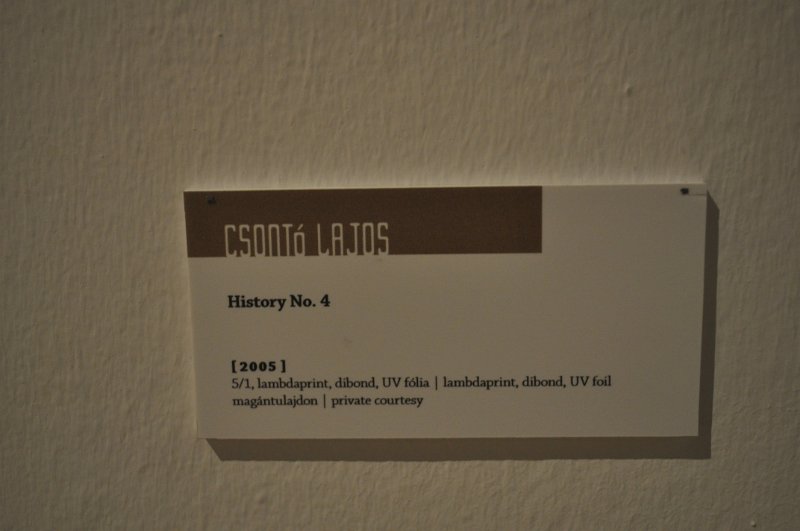 CSONTó LAJOS
History No. 4
[2005]
5/1, lambdaprint, dibond, UV fólia | lambdaprint, dibond, UV foil
magántulajdon | private courtesy